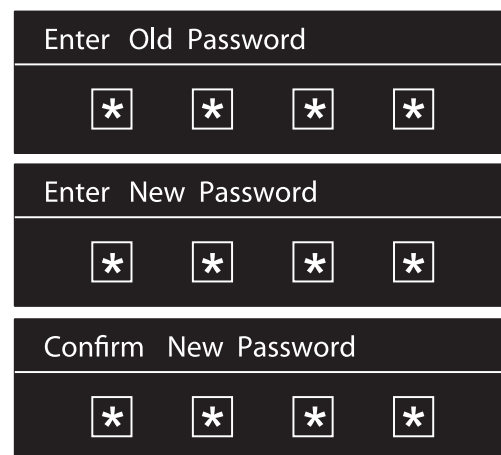 Enter Old Password
* * * *
Enter New Password
* * * *
Confirm New Password
* * * *